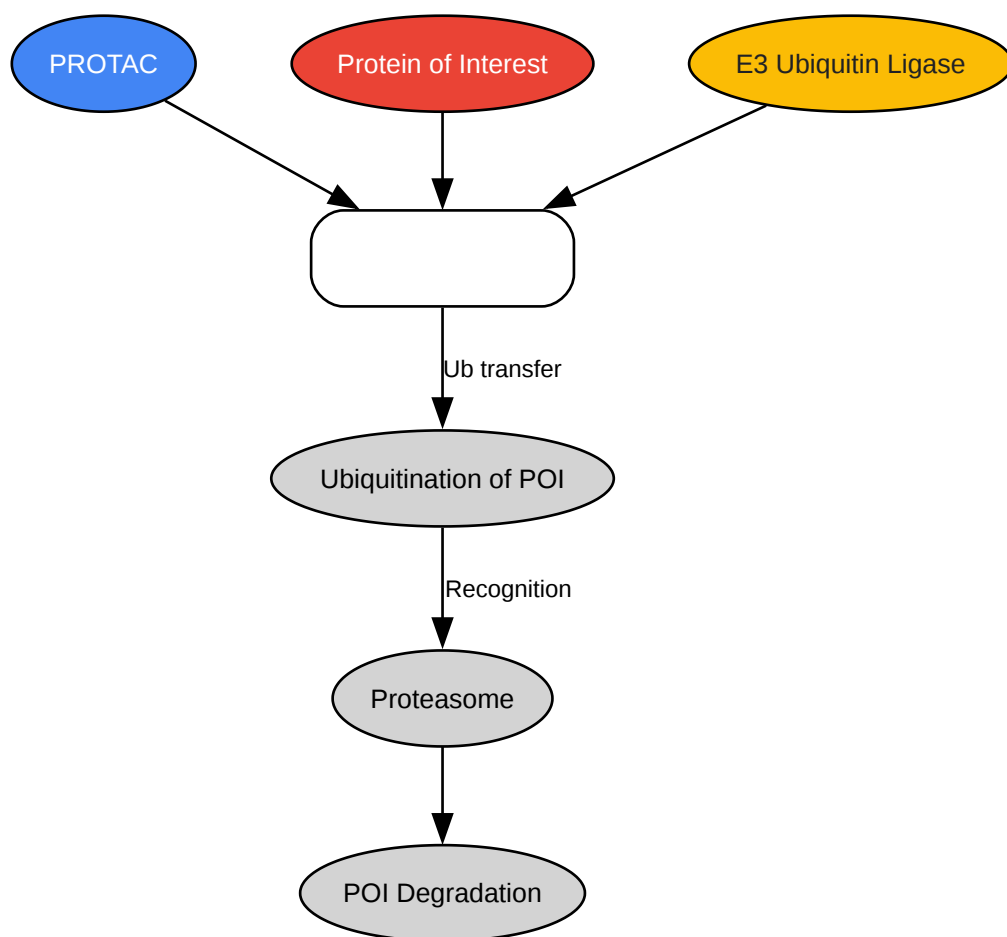 PROTAC
Protein of Interest
E3 Ubiquitin Ligase
Ub transfer
Ubiquitination of POI
Recognition
Proteasome
POI Degradation